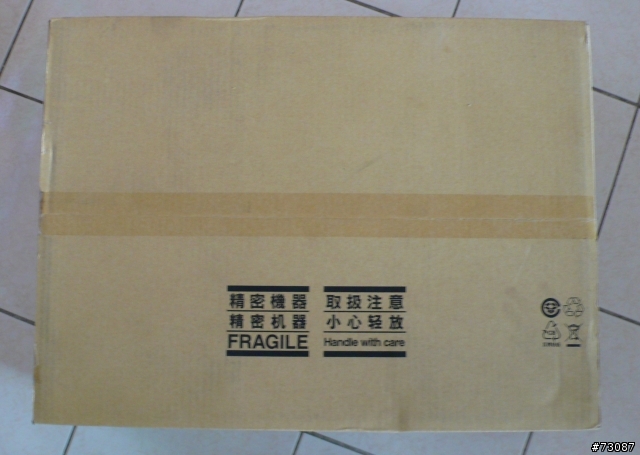 精密機器
精密机器
FRAGILE
取扱注意
小心轻放
Handle with care
#73087